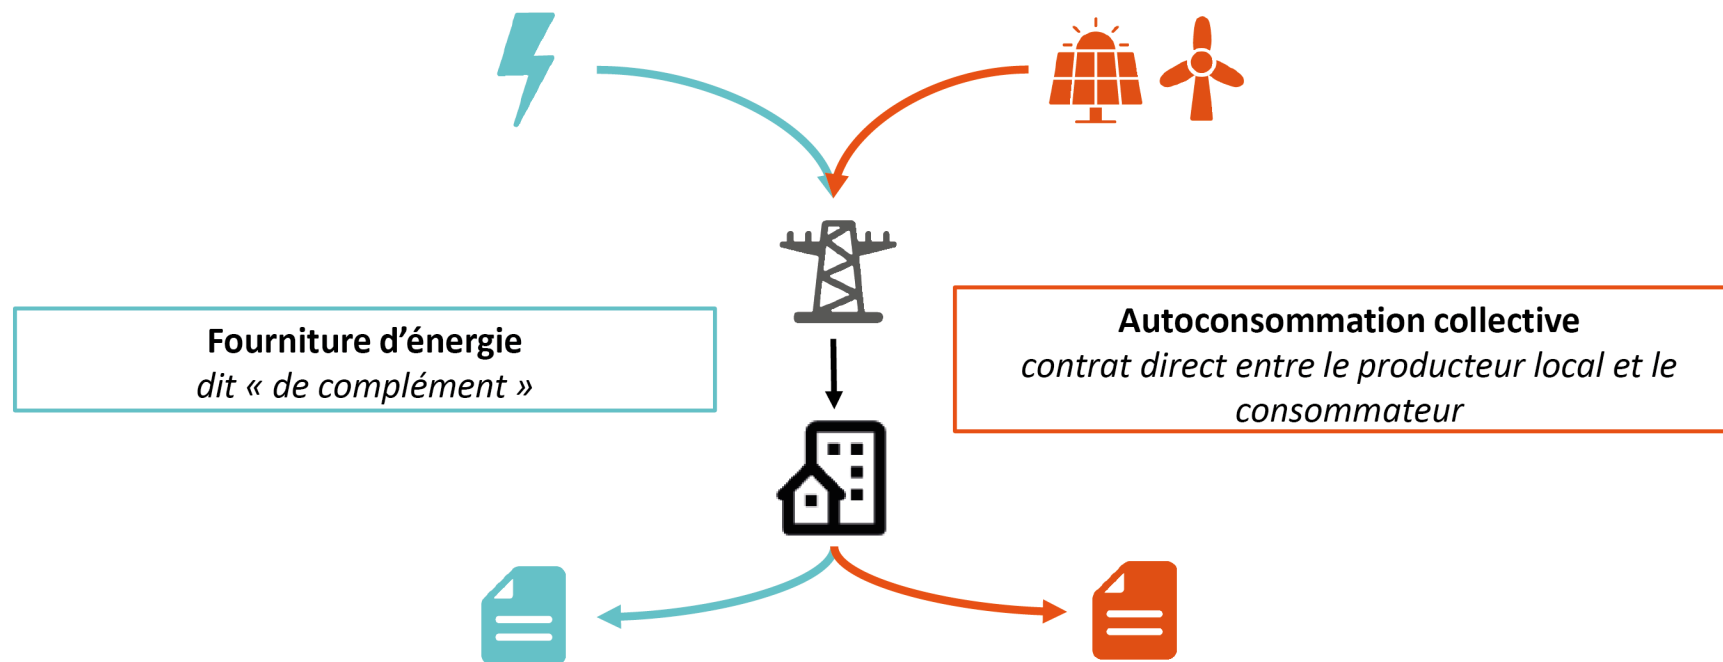 Fourniture d’énergie
dit « de complément »
Autoconsommation collective
contrat direct entre le producteur local et le
consommateur